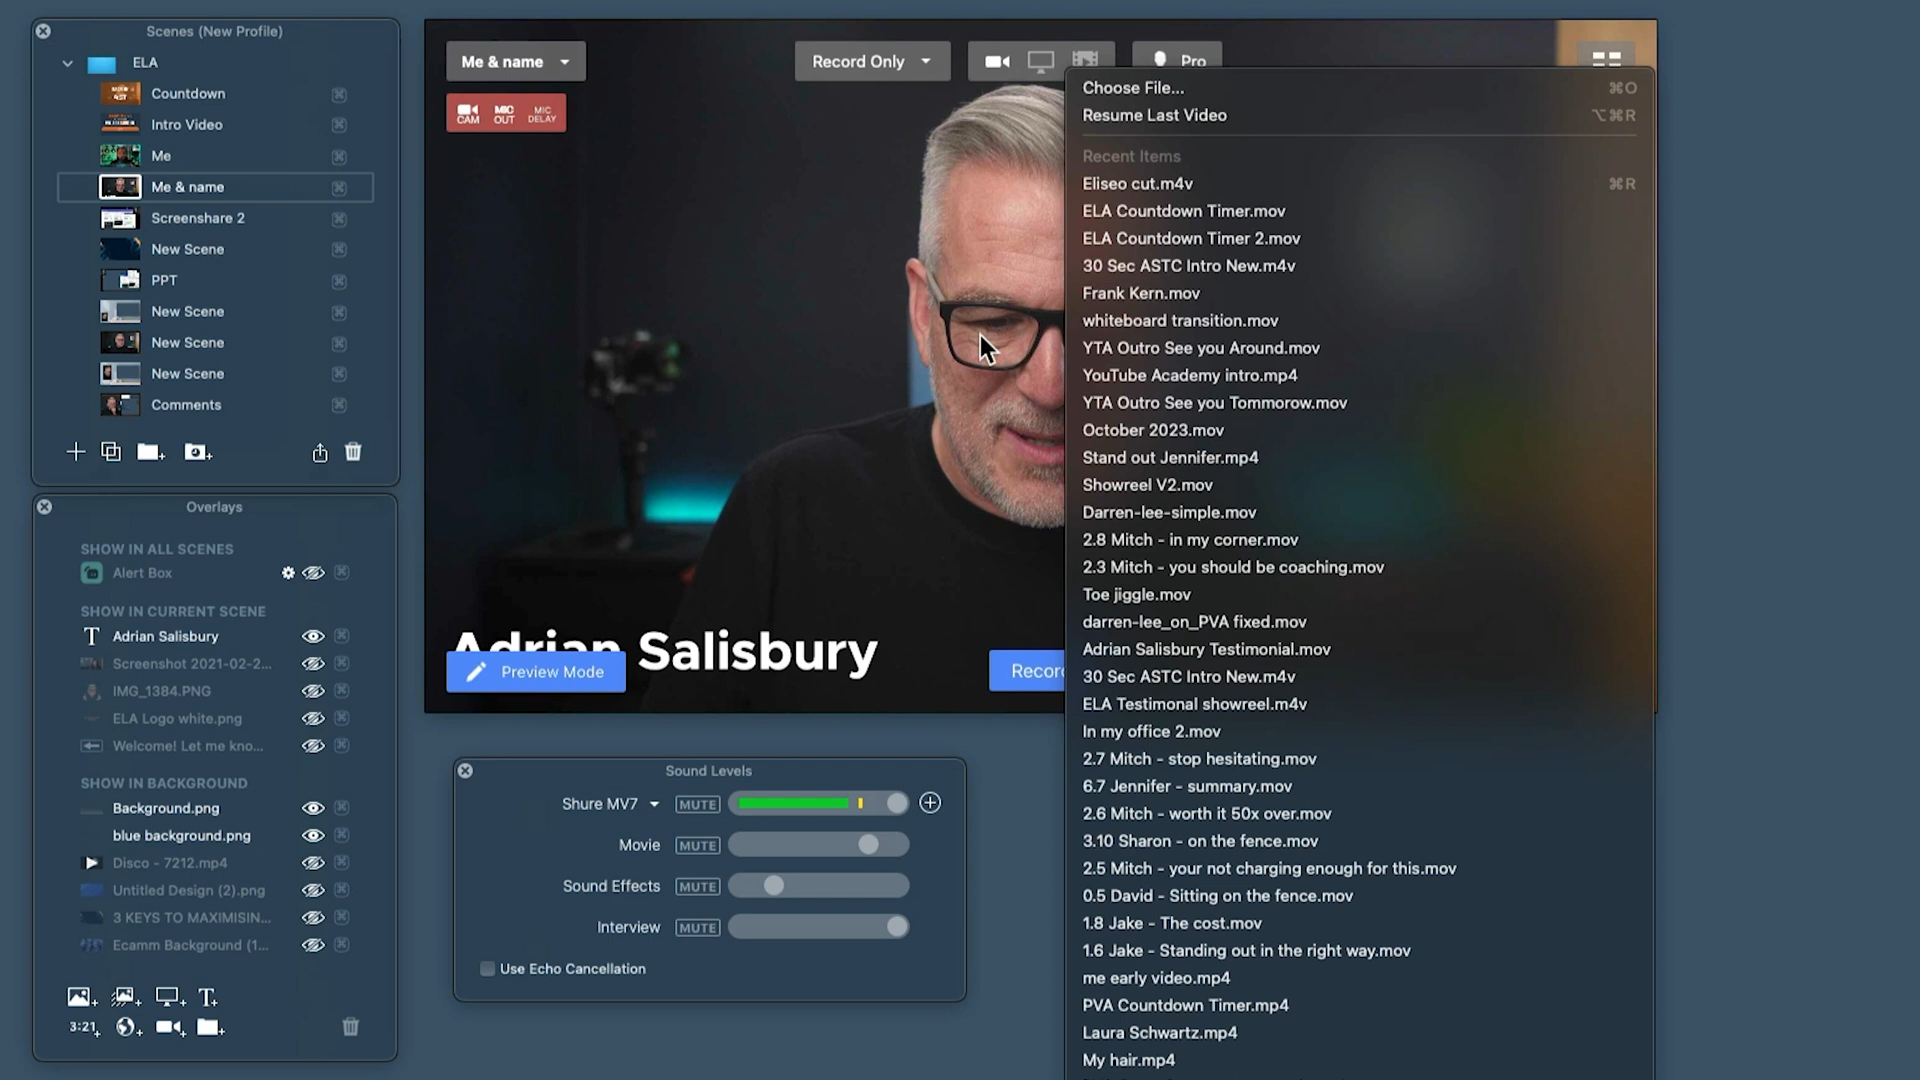 Scenes (New Profile)
ELA
Countdown
Intro Video
Me
Me & name
Screenshare 2
New Scene
PPT
New Scene
New Scene
New Scene
Comments
Overlays
SHOW IN ALL SCENES
Alert Box
SHOW IN CURRENT SCENE
Adrian Salisbury
Screenshot 2021-02-2...
IMG_1384.PNG
ELA Logo white.png
Welcome! Let me kno...
SHOW IN BACKGROUND
Background.png
blue background.png
Disco - 7212.mp4
Untitled Design (2).png
3 KEYS TO MAXIMISIN...
Ecamm Background (1...
3:21
Me & name
Record Only
Pro
CAM
MIC OUT
MIC DELAY
Adrian Salisbury
Preview Mode
Record
Sound Levels
Shure MV7 MUTE
Movie MUTE
Sound Effects MUTE
Interview MUTE
Use Echo Cancellation
Choose File... ⌘O
Resume Last Video ⌥⌘R
Recent Items
Eliseo cut.m4v ⌘R
ELA Countdown Timer.mov
ELA Countdown Timer 2.mov
30 Sec ASTC Intro New.m4v
Frank Kern.mov
whiteboard transition.mov
YTA Outro See you Around.mov
YouTube Academy intro.mp4
YTA Outro See you Tommorow.mov
October 2023.mov
Stand out Jennifer.mp4
Showreel V2.mov
Darren-lee-simple.mov
2.8 Mitch - in my corner.mov
2.3 Mitch - you should be coaching.mov
Toe jiggle.mov
darren-lee_on_PVA fixed.mov
Adrian Salisbury Testimonial.mov
30 Sec ASTC Intro New.m4v
ELA Testimonal showreel.m4v
In my office 2.mov
2.7 Mitch - stop hesitating.mov
6.7 Jennifer - summary.mov
2.6 Mitch - worth it 50x over.mov
3.10 Sharon - on the fence.mov
2.5 Mitch - your not charging enough for this.mov
0.5 David - Sitting on the fence.mov
1.8 Jake - The cost.mov
1.6 Jake - Standing out in the right way.mov
me early video.mp4
PVA Countdown Timer.mp4
Laura Schwartz.mp4
My hair.mp4